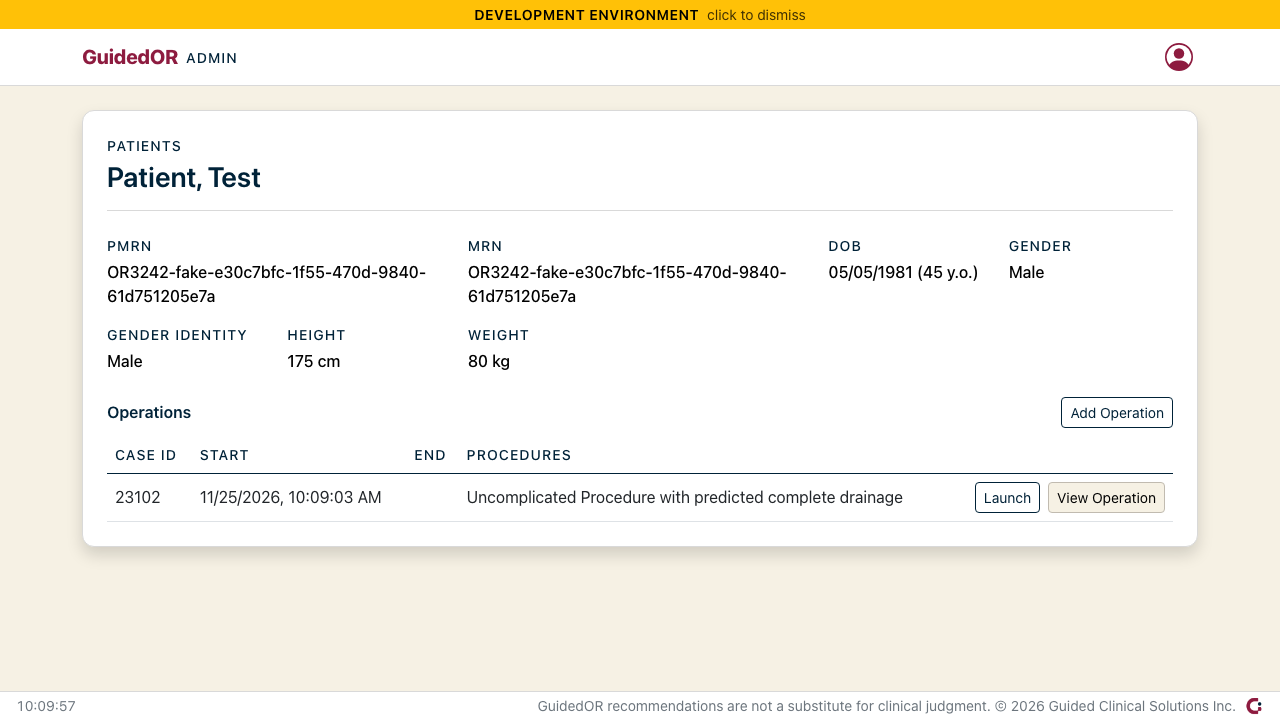 DEVELOPMENT ENVIRONMENT click to dismiss
GuidedOR ADMIN
PATIENTS
Patient, Test
PMRN MRN DOB GENDER
OR3242-fake-e30c7bfc-1f55-470d-9840- OR3242-fake-e30c7bfc-1f55-470d-9840- 05/05/1981 (45 y.o.) Male
61d751205e7a 61d751205e7a
GENDER IDENTITY HEIGHT WEIGHT
Male 175 cm 80 kg
Operations Add Operation
CASE ID START END PROCEDURES
23102 11/25/2026, 10:09:03 AM Uncomplicated Procedure with predicted complete drainage Launch View Operation
10:09:57 GuidedOR recommendations are not a substitute for clinical judgment. © 2026 Guided Clinical Solutions Inc.